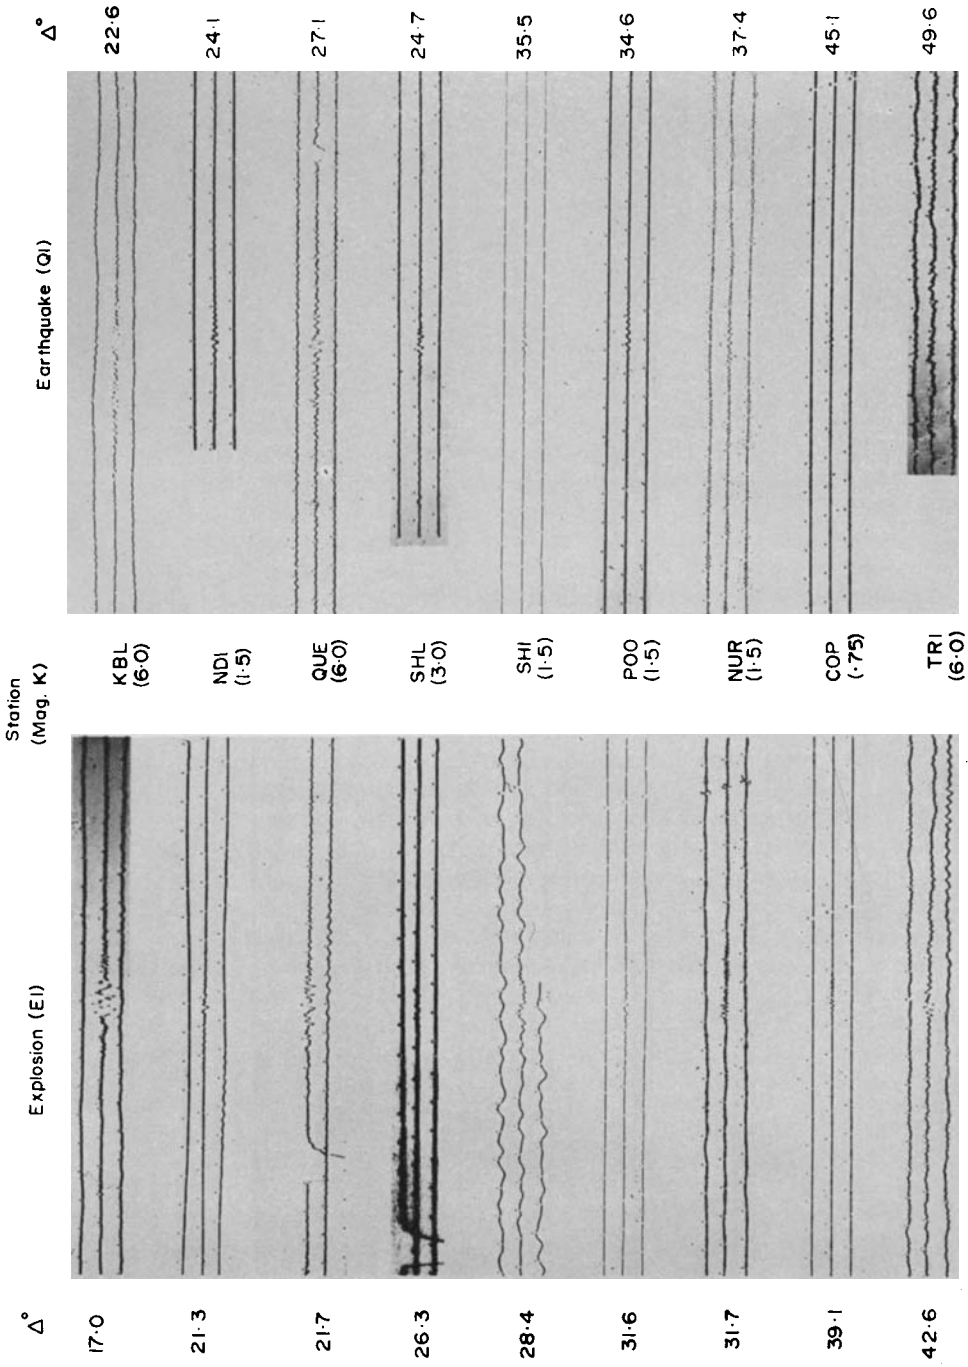 Station
Δ° Explosion (E1) (Mag. K) Earthquake (Q1) Δ°
17·0 KBL 22·6
(6·0)
21·3 NDI 24·1
(1·5)
21·7 QUE 27·1
(6·0)
26·3 SHL 24·7
(3·0)
28·4 SHI 35·5
(1·5)
31·6 POO 34·6
(1·5)
31·7 NUR 37·4
(1·5)
39·1 COP 45·1
(·75)
42·6 TRI 49·6
(6·0)